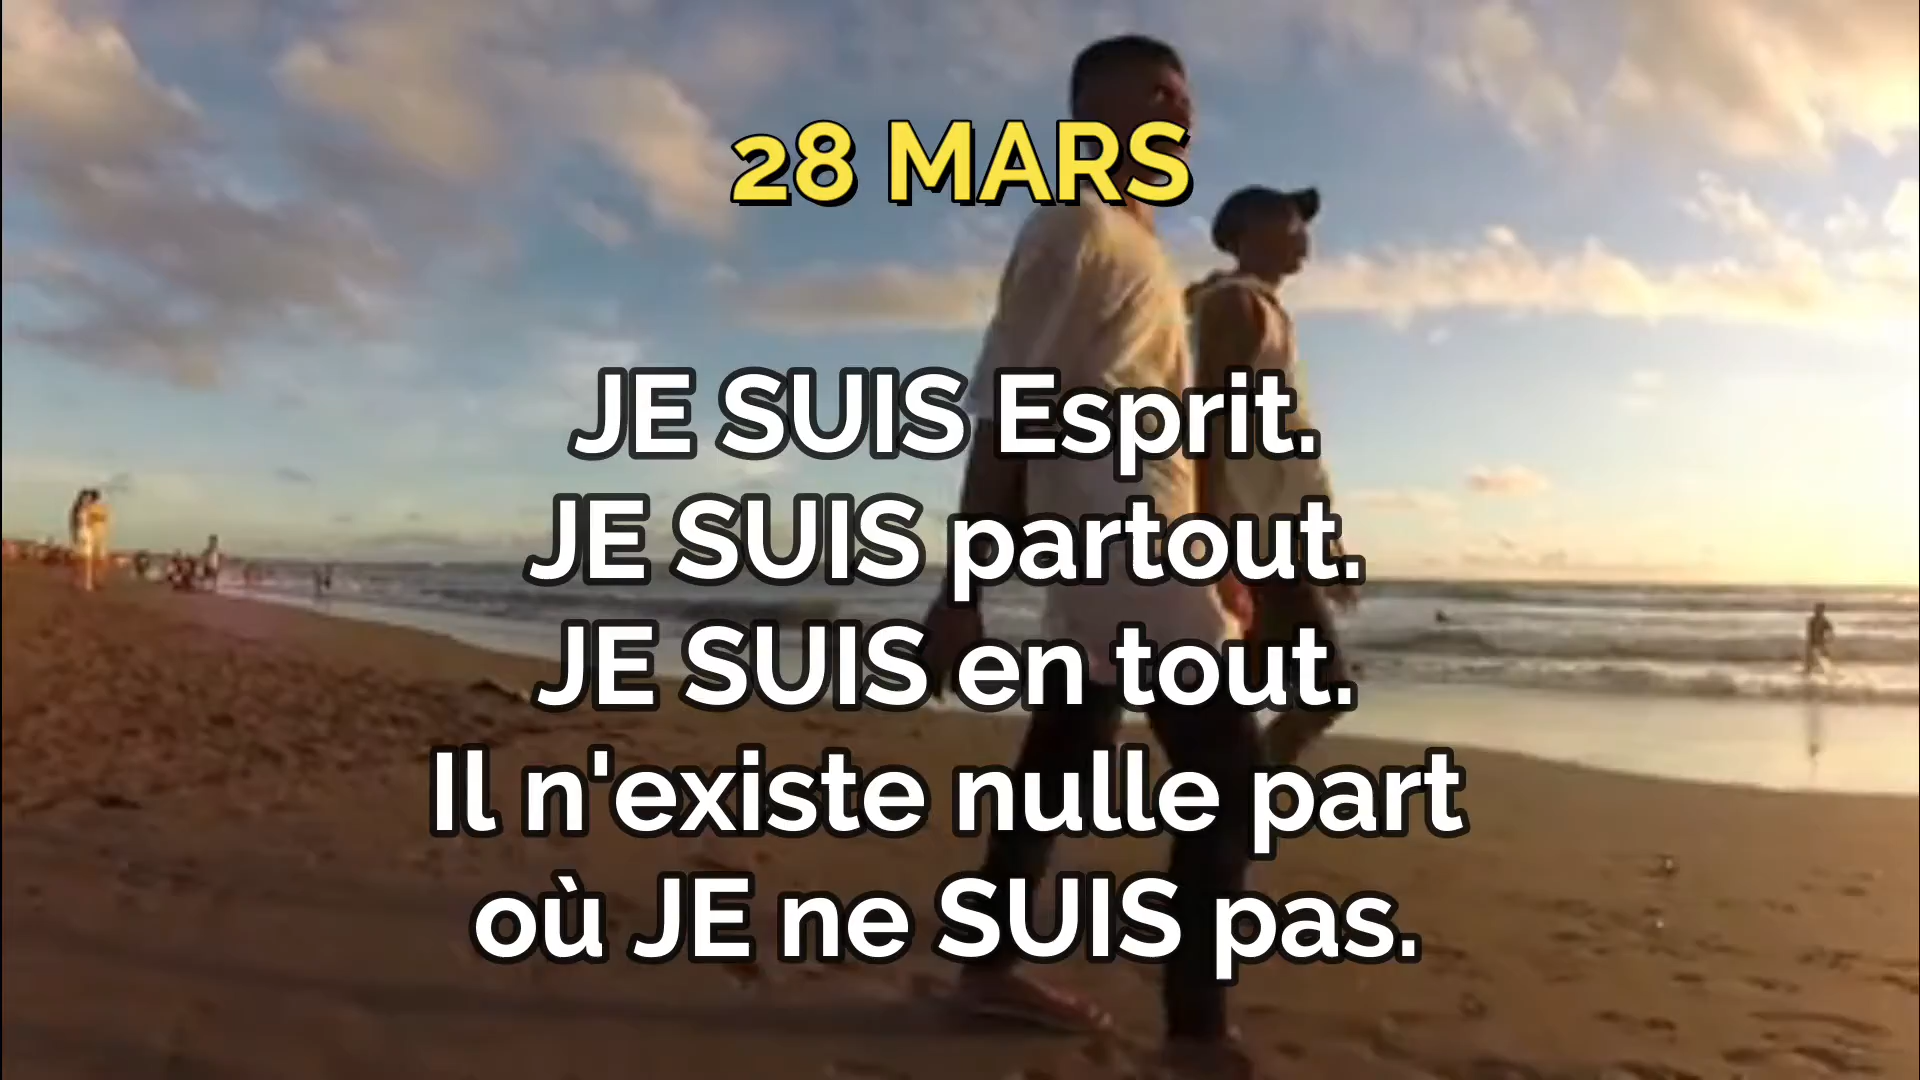 28 MARS
JE SUIS Esprit.
JE SUIS partout.
JE SUIS en tout.
Il n'existe nulle part
où JE ne SUIS pas.